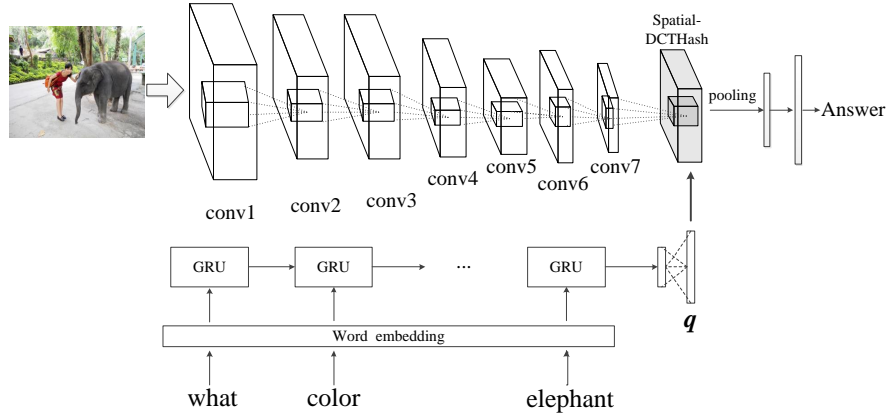 Spatial-
DCTHash
pooling
Answer
conv1
conv2
conv3
conv4
conv5
conv6
conv7
GRU
GRU
...
GRU
q
Word embedding
what
color
elephant